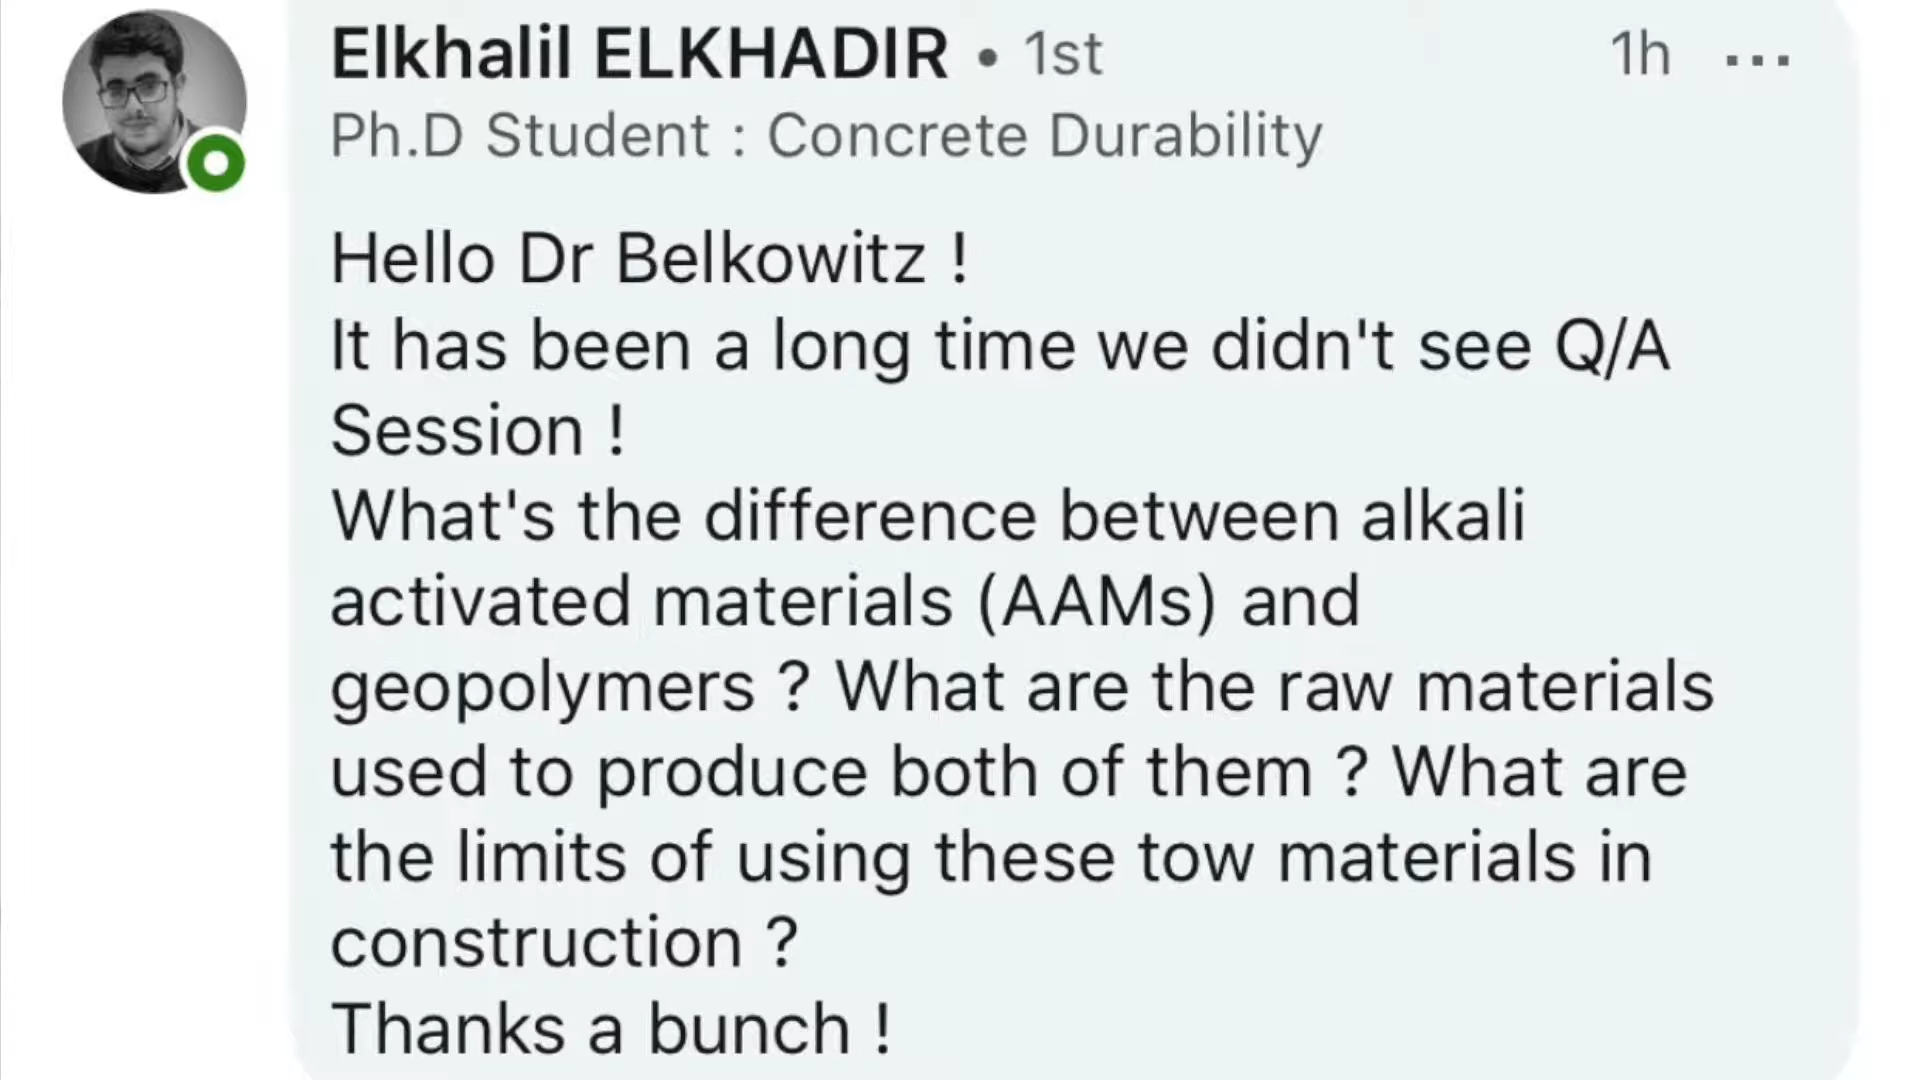 Elkhalil ELKHADIR • 1st 1h ...
Ph.D Student : Concrete Durability
Hello Dr Belkowitz !
It has been a long time we didn't see Q/A
Session !
What's the difference between alkali
activated materials (AAMs) and
geopolymers ? What are the raw materials
used to produce both of them ? What are
the limits of using these tow materials in
construction ?
Thanks a bunch !